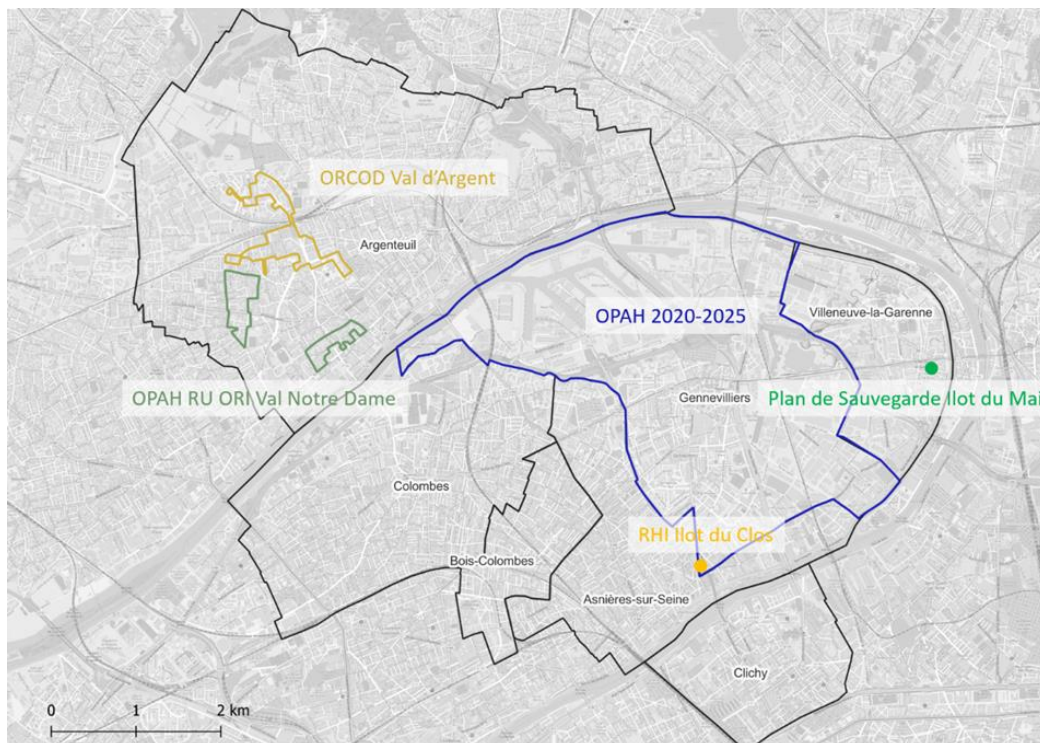 ORCOD Val d'Argent
Argenteuil
OPAH 2020-2025
Villeneuve-la-Garenne
OPAH RU ORI Val Notre Dame
Gennevilliers
Plan de Sauvegarde Ilot du Mai
Colombes
RHI Ilot du Clos
Bois-Colombes
Asnières-sur-Seine
Clichy
0 1 2 km